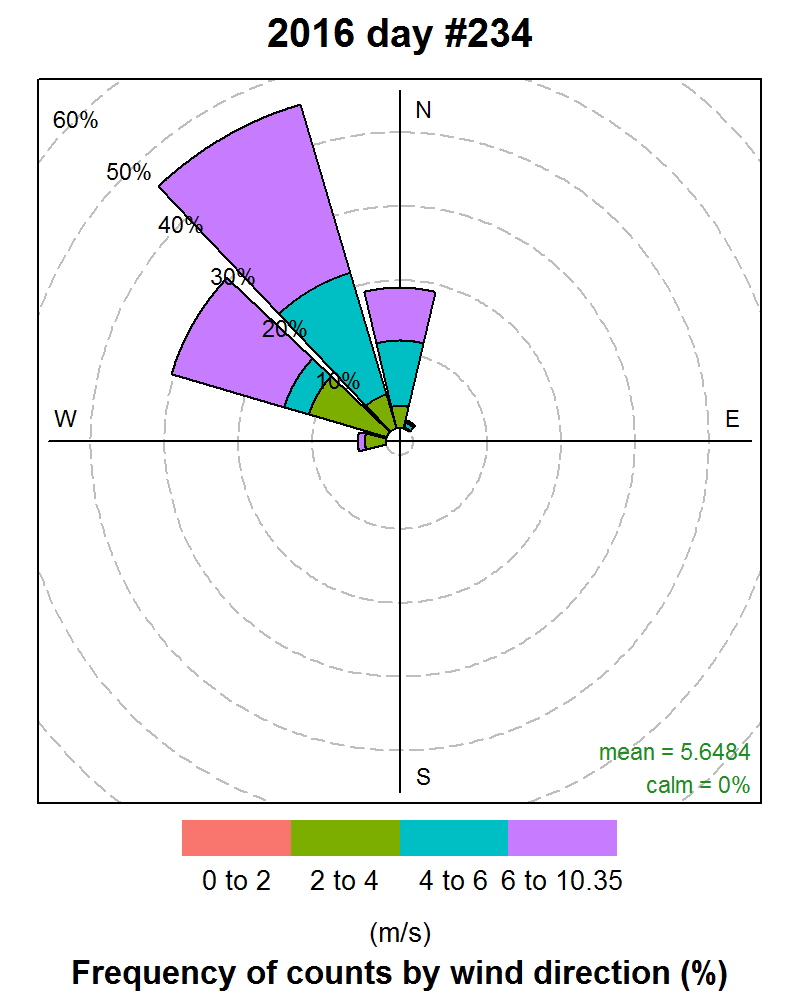 2016 day #234
N
60%
50%
40%
30%
20%
10%
W
E
S
mean = 5.6484
calm = 0%
0 to 2 2 to 4 4 to 6 6 to 10.35
(m/s)
Frequency of counts by wind direction (%)